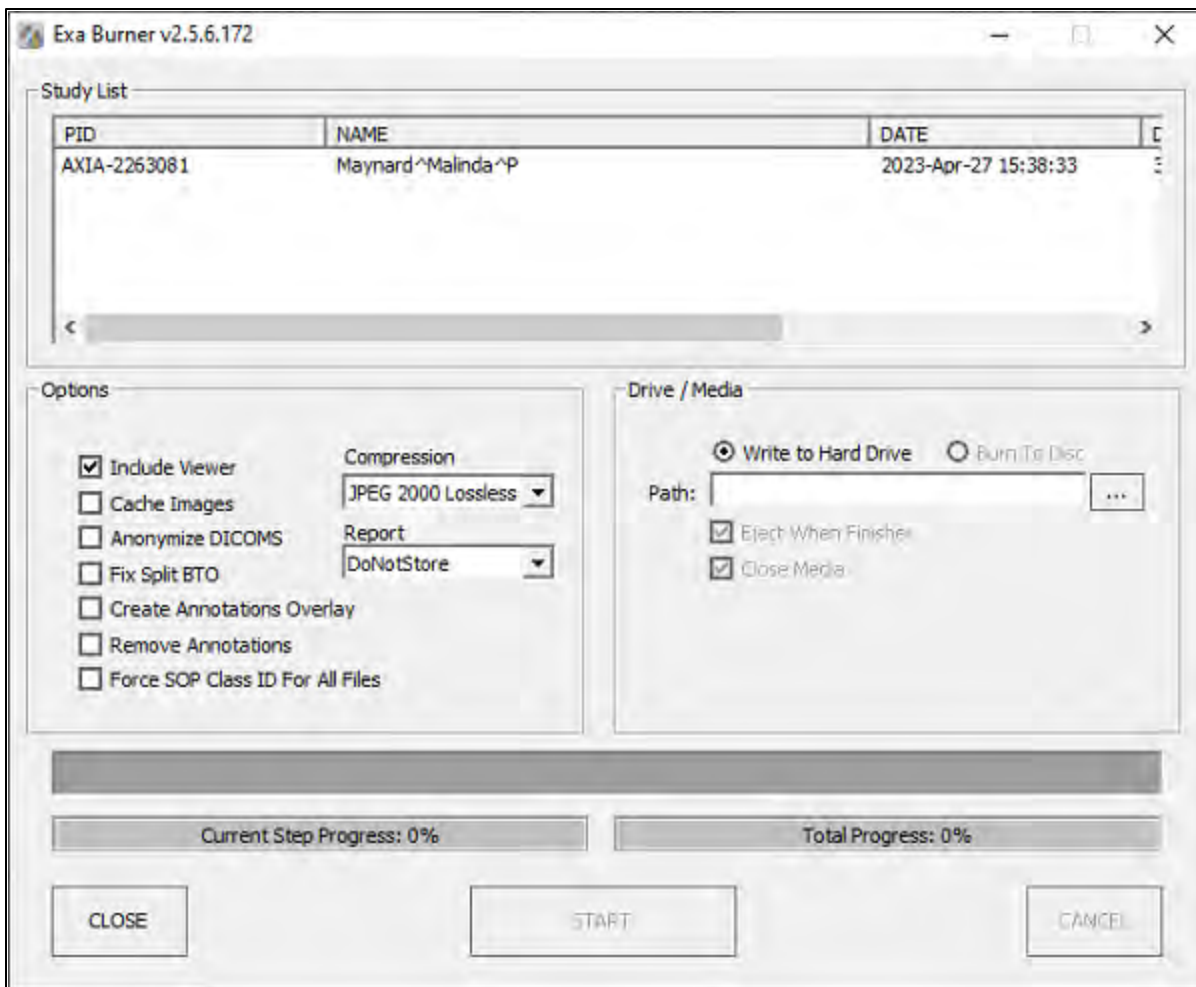 Exa Burner v2.5.6.172
Study List
PID NAME DATE
AXIA-2263081 Maynard^Malinda^P 2023-Apr-27 15:38:33
Options
Include Viewer
Cache Images
Anonymize DICOMS
Fix Split BTO
Create Annotations Overlay
Remove Annotations
Force SOP Class ID For All Files
Compression
JPEG 2000 Lossless
Report
DoNotStore
Drive / Media
Write to Hard Drive Burn To Disc
Path: ...
Eject When Finisher
Close Media
Current Step Progress: 0% Total Progress: 0%
CLOSE START CANCEL